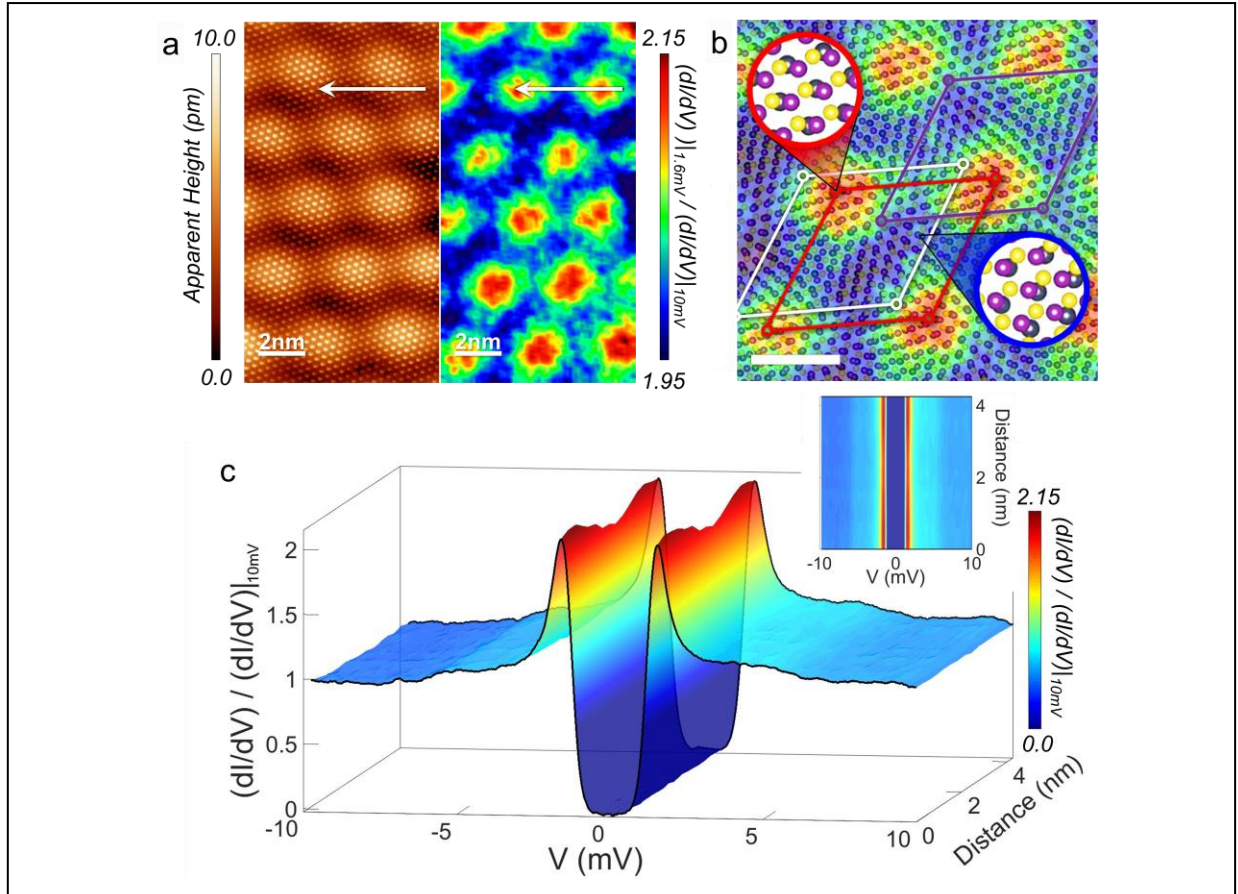 a
10.0
Apparent Height (pm)
0.0
2nm
2nm
2.15
(dI/dV) )|1.6mV / (dI/dV)|10mV
1.95
b
c
2.15
(dI/dV) / (dI/dV)|10mV
0.0
4
2
0
Distance (nm)
-10
0
10
V (mV)
2
1.5
1
0.5
0
(dI/dV) / (dI/dV)|10mV
-10
-5
0
5
10
V (mV)
0
2
4
Distance (nm)